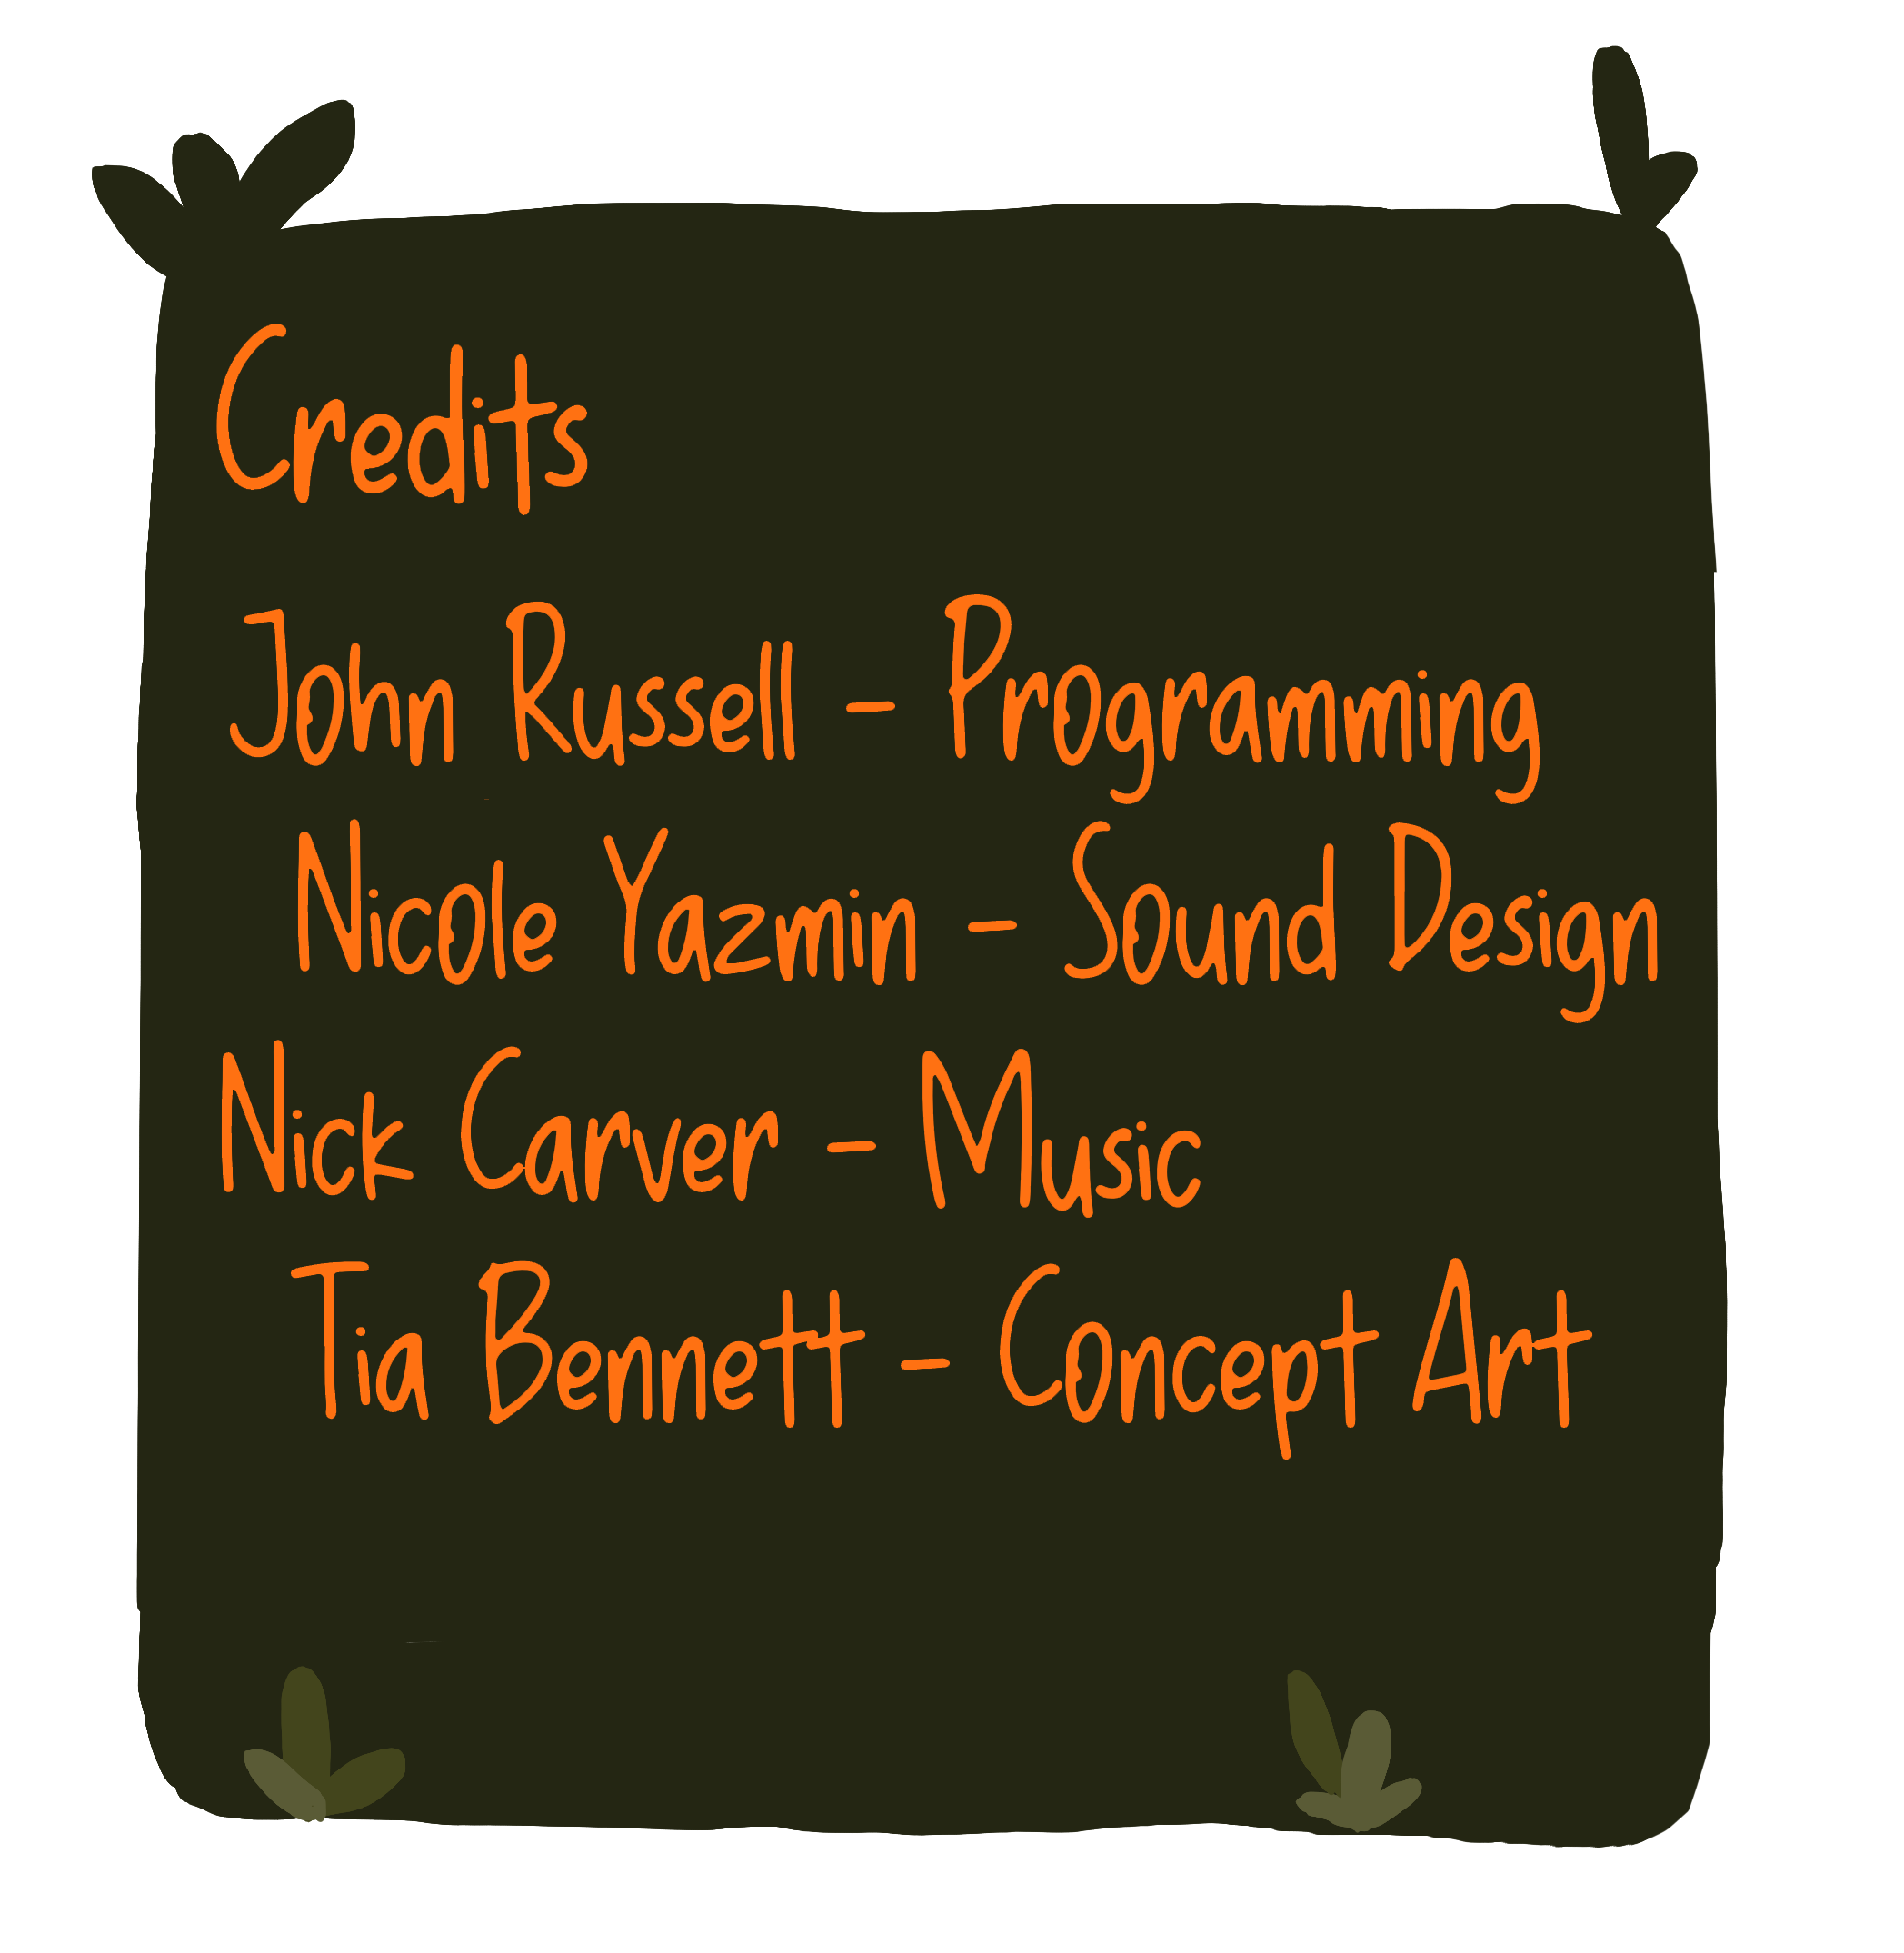 Credits
John Russell - Programming
Nicole Yazmin - Sound Design
Nick Carver - Music
Tia Bennett - Concept Art